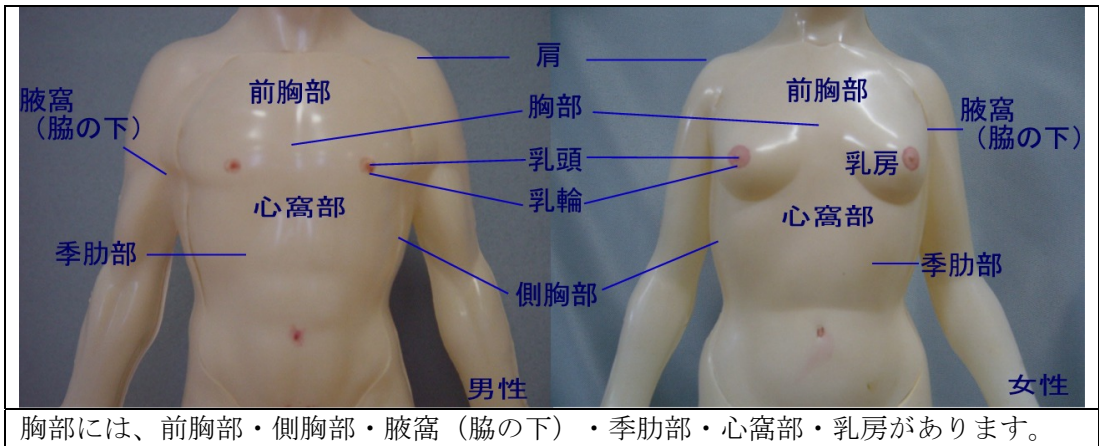 肩
前胸部
前胸部
腋窩
（脇の下）
胸部
腋窩
（脇の下）
乳頭
乳房
乳輪
心窩部
心窩部
季肋部
季肋部
側胸部
男性
女性
胸部には、前胸部・側胸部・腋窩（脇の下）・季肋部・心窩部・乳房があります。